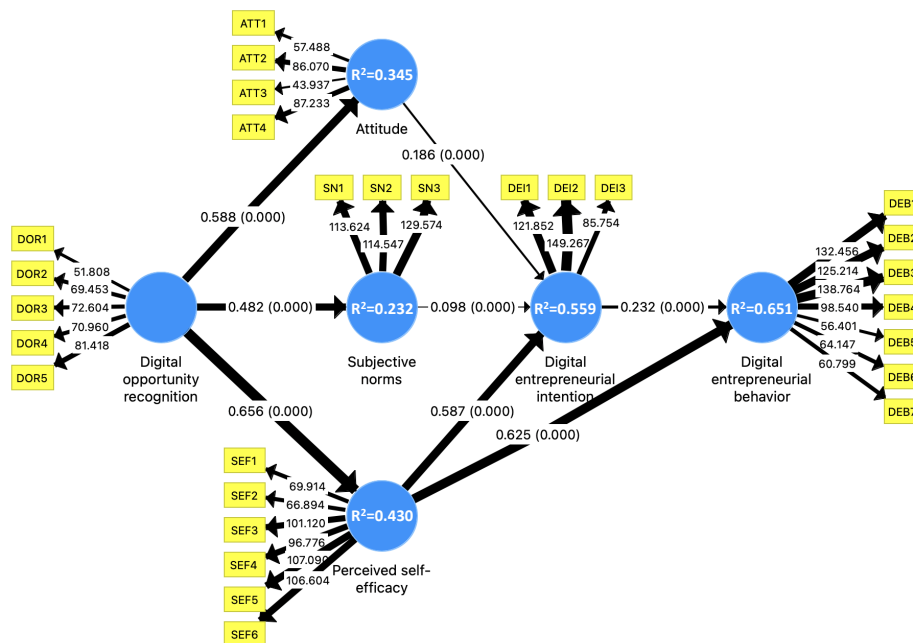 ATT1
57.488
ATT2
86.070
ATT3
43.937
ATT4
87.233
R²=0.345
Attitude
0.186 (0.000)
0.588 (0.000)
SN1
SN2
SN3
113.624
114.547
129.574
DEI1
DEI2
DEI3
121.852
149.267
85.754
DOR1
51.808
DOR2
69.453
DOR3
72.604
DOR4
70.960
DOR5
81.418
Digital
opportunity
recognition
0.482 (0.000)
R²=0.232
Subjective
norms
0.098 (0.000)
R²=0.559
Digital
entrepreneurial
intention
0.232 (0.000)
R²=0.651
Digital
entrepreneurial
behavior
DEB1
132.456
DEB2
125.214
DEB3
138.764
DEB4
98.540
DEB5
56.401
DEB6
64.147
DEB7
60.799
0.656 (0.000)
0.587 (0.000)
0.625 (0.000)
SEF1
69.914
SEF2
66.894
SEF3
101.120
96.776
SEF4
107.090
106.604
SEF5
SEF6
R²=0.430
Perceived self-
efficacy